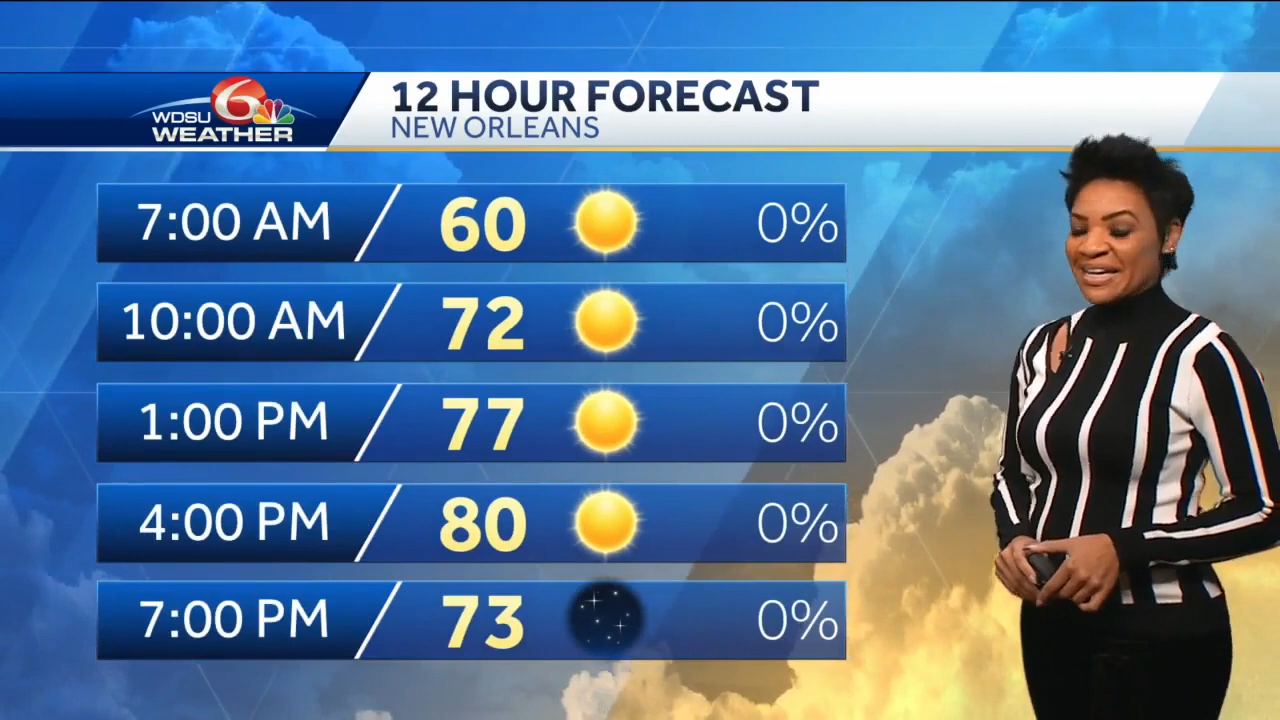 WDSU 6
WEATHER
12 HOUR FORECAST
NEW ORLEANS
7:00 AM 60 0%
10:00 AM 72 0%
1:00 PM 77 0%
4:00 PM 80 0%
7:00 PM 73 0%